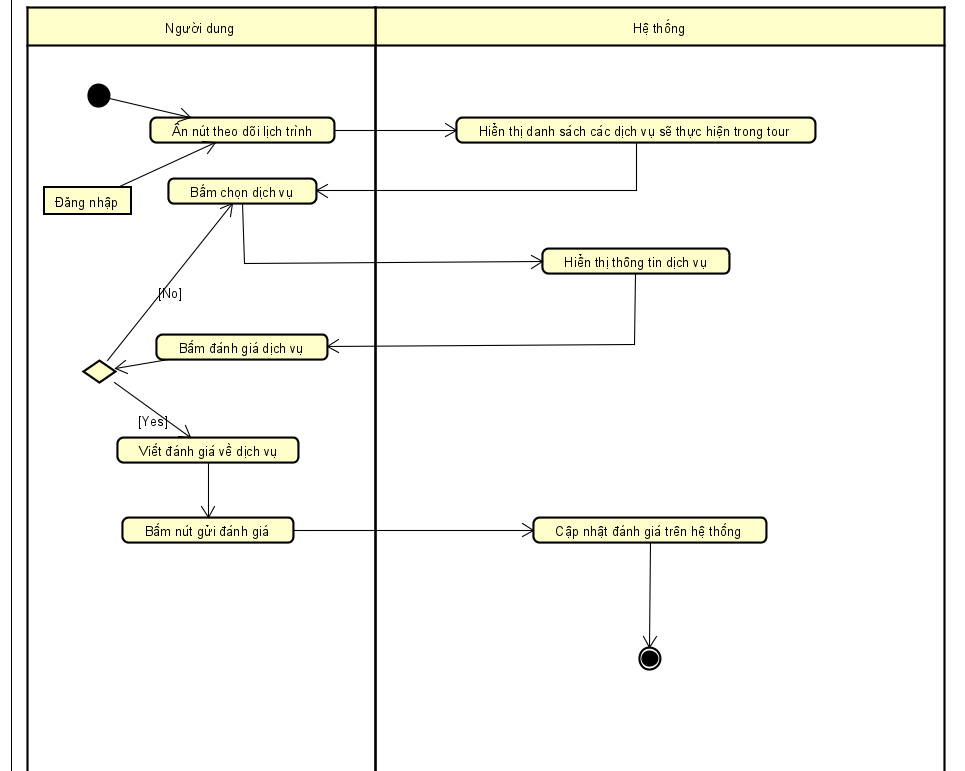 Người dung
Hệ thống
Ấn nút theo dõi lịch trình
Hiển thị danh sách các dịch vụ sẽ thực hiện trong tour
Đăng nhập
Bấm chọn dịch vụ
Hiển thị thông tin dịch vụ
[No]
Bấm đánh giá dịch vụ
[Yes]
Viết đánh giá về dịch vụ
Bấm nút gửi đánh giá
Cập nhật đánh giá trên hệ thống